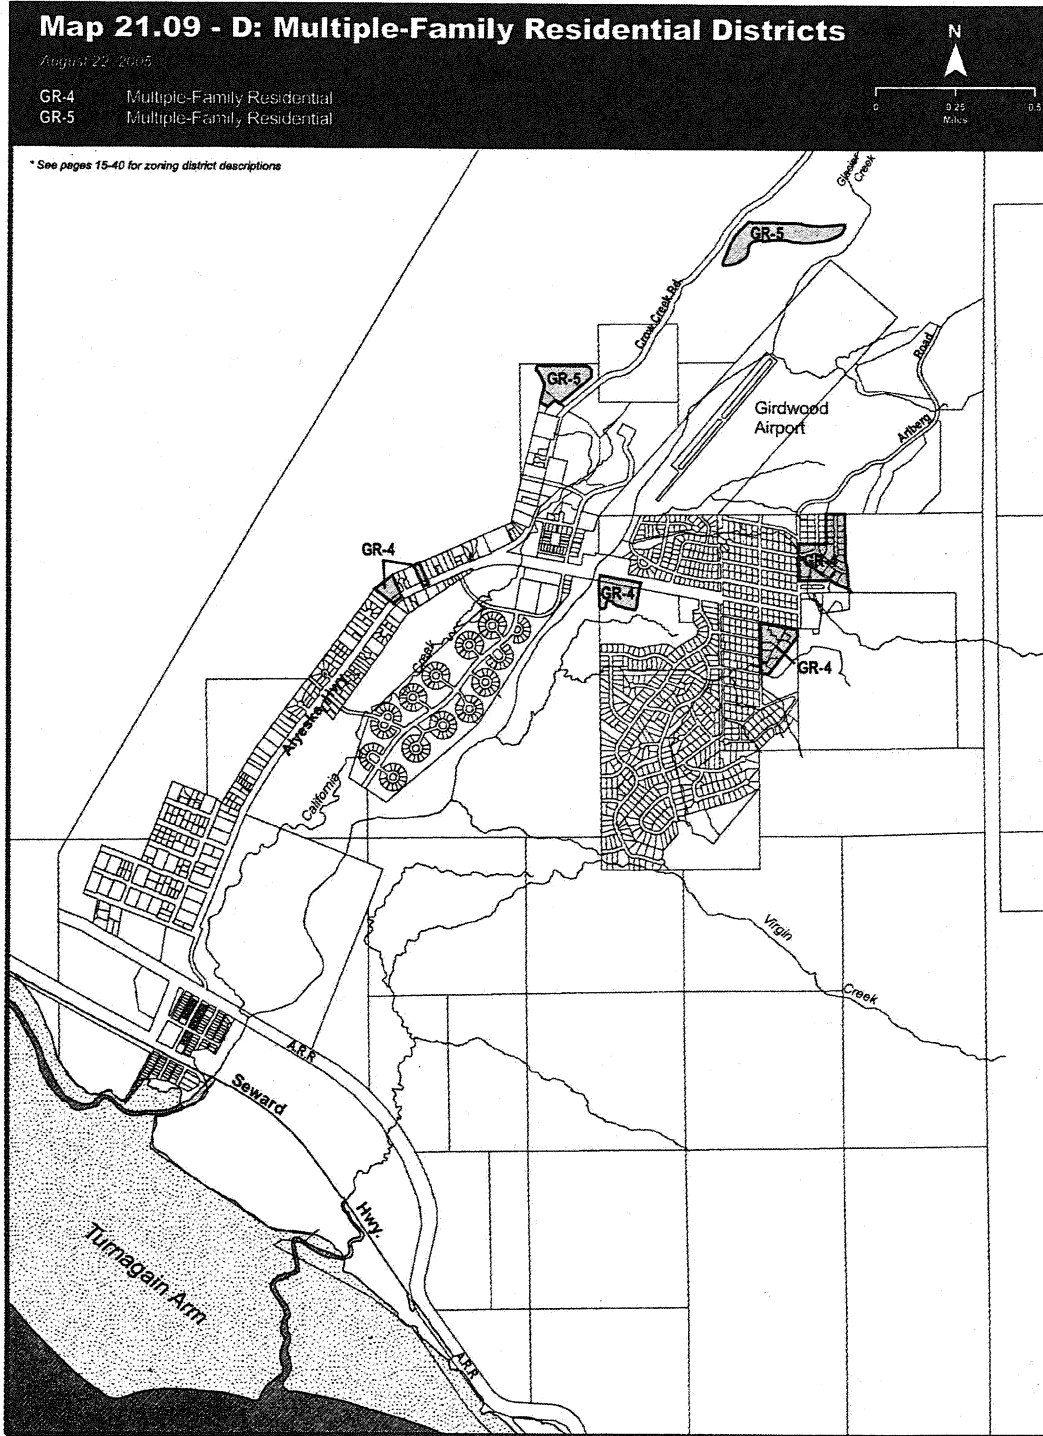 Map 21.09 - D: Multiple-Family Residential Districts
August 22, 2005
N
GR-4 Multiple-Family Residential
GR-5 Multiple-Family Residential
0 0.25 0.5
Miles
* See pages 15-40 for zoning district descriptions
Glacier
Creek
GR-5
Crow Creek Rd
GR-5
Girdwood
Airport
Arlberg Road
GR-4
GR-4
GR-4
GR-4
Alyeska Hwy
California Creek
Virgin Creek
A.R.R
Seward Hwy.
Turnagain Arm
A.R.R